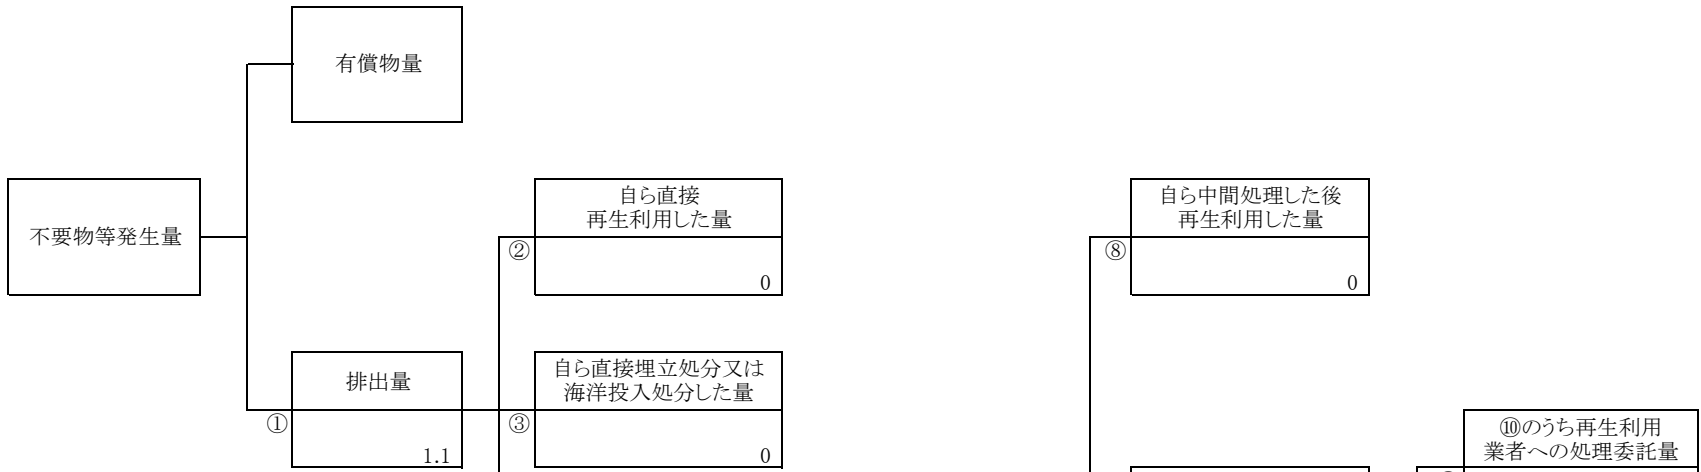 有償物量
不要物等発生量
自ら直接
再生利用した量
②
0
自ら中間処理した後
再生利用した量
⑧
0
排出量
①
1.1
自ら直接埋立処分又は
海洋投入処分した量
③
0
⑩のうち再生利用
業者への処理委託量